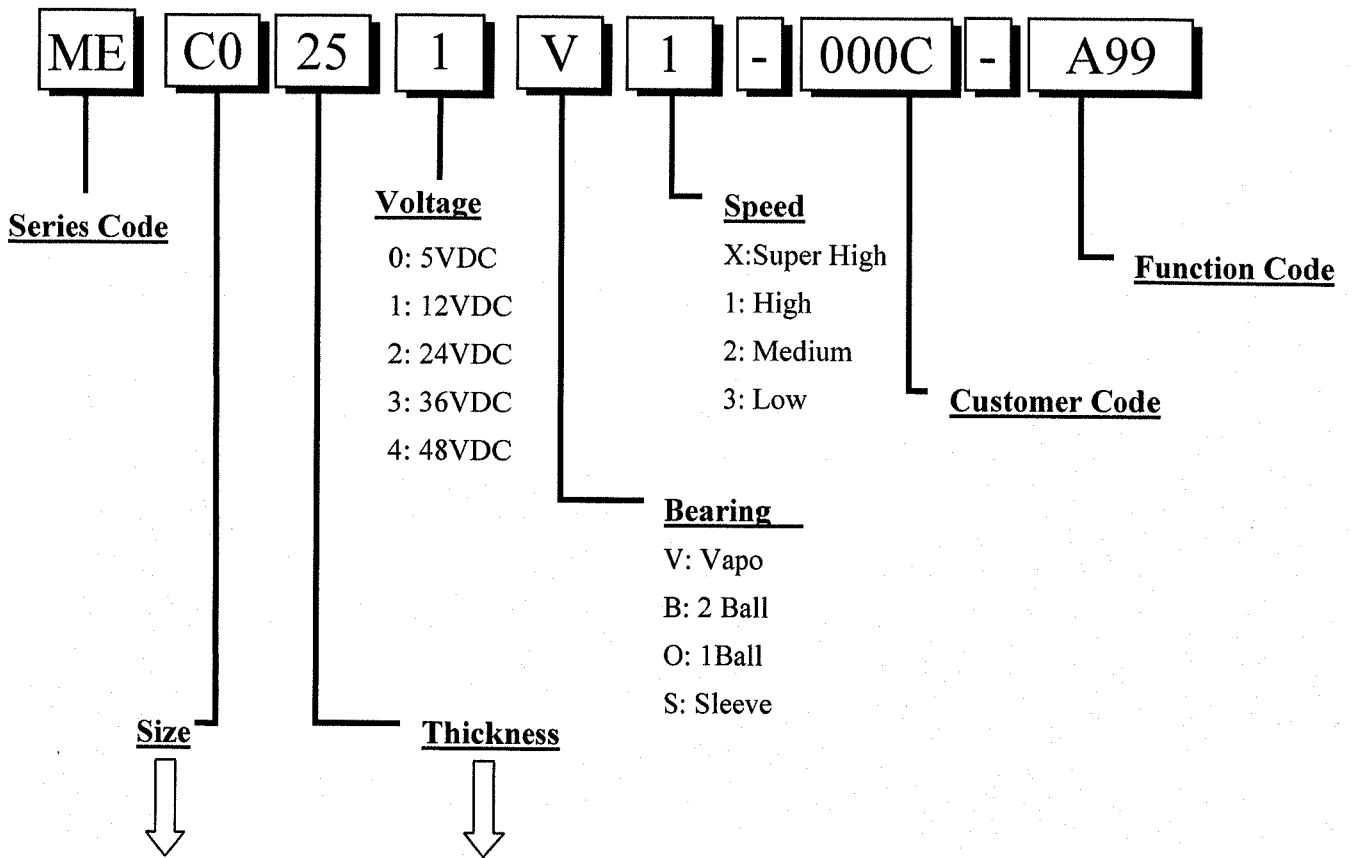 ME C0 25 1 V 1 - 000C - A99
Series Code
Voltage
0: 5VDC
1: 12VDC
2: 24VDC
3: 36VDC
4: 48VDC
Speed
X:Super High
1: High
2: Medium
3: Low
Function Code
Customer Code
Bearing
V: Vapo
B: 2 Ball
O: 1Ball
S: Sleeve
Size
Thickness